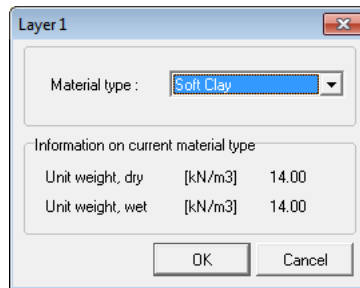 Layer 1
Material type :
Soft Clay
Information on current material type
Unit weight, dry [kN/m3] 14.00
Unit weight, wet [kN/m3] 14.00
OK Cancel